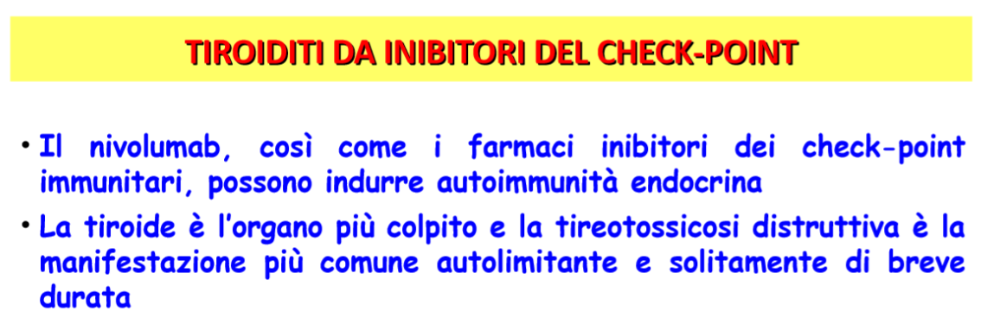 TIROIDITI DA INIBITORI DEL CHECK-POINT
• Il nivolumab, così come i farmaci inibitori dei check-point
immunitari, possono indurre autoimmunità endocrina
• La tiroide è l’organo più colpito e la tireotossicosi distruttiva è la
manifestazione più comune autolimitante e solitamente di breve
durata